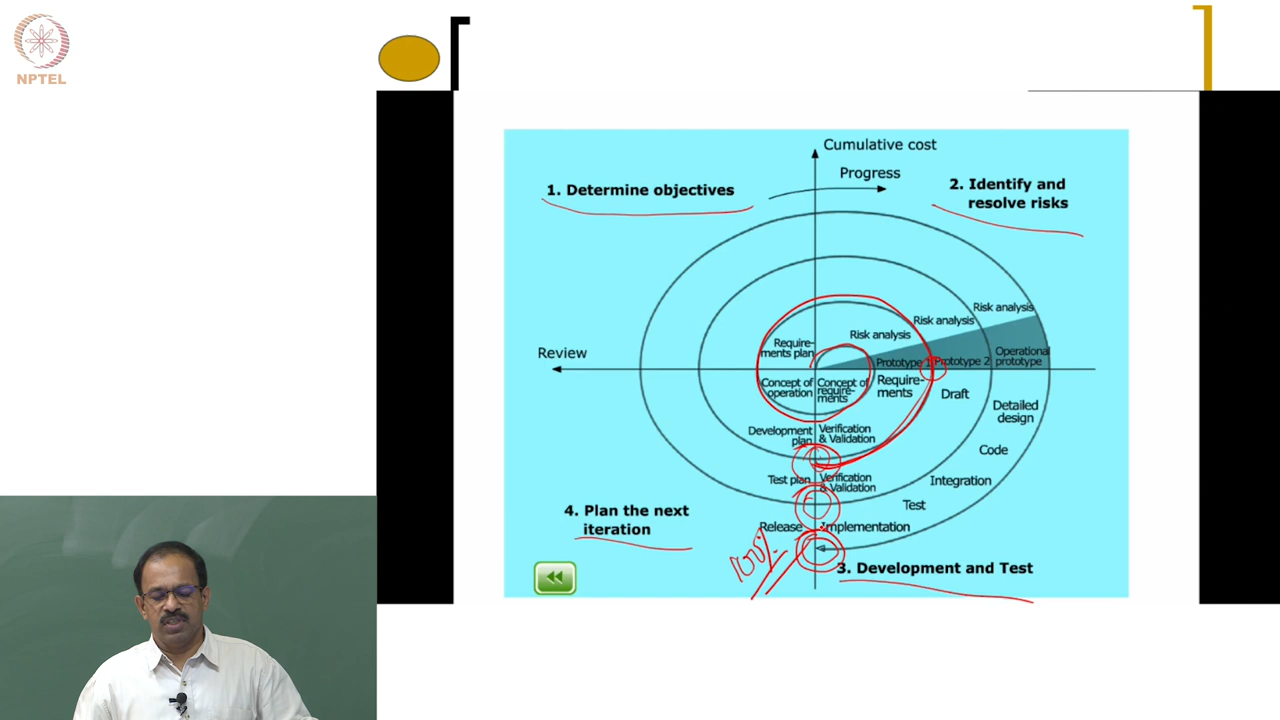 NPTEL
Cumulative cost
Progress
1. Determine objectives
2. Identify and
resolve risks
Risk analysis
Risk analysis
Risk analysis
Require-
ments plan
Review
Prototype 1
Prototype 2
Operational
prototype
Concept of
operation
Concept of
require-
ments
Require-
ments
Draft
Detailed
design
Development
plan
Verification
& Validation
Code
Test plan
Verification
& Validation
Integration
Test
4. Plan the next
iteration
Release
Implementation
100%
3. Development and Test